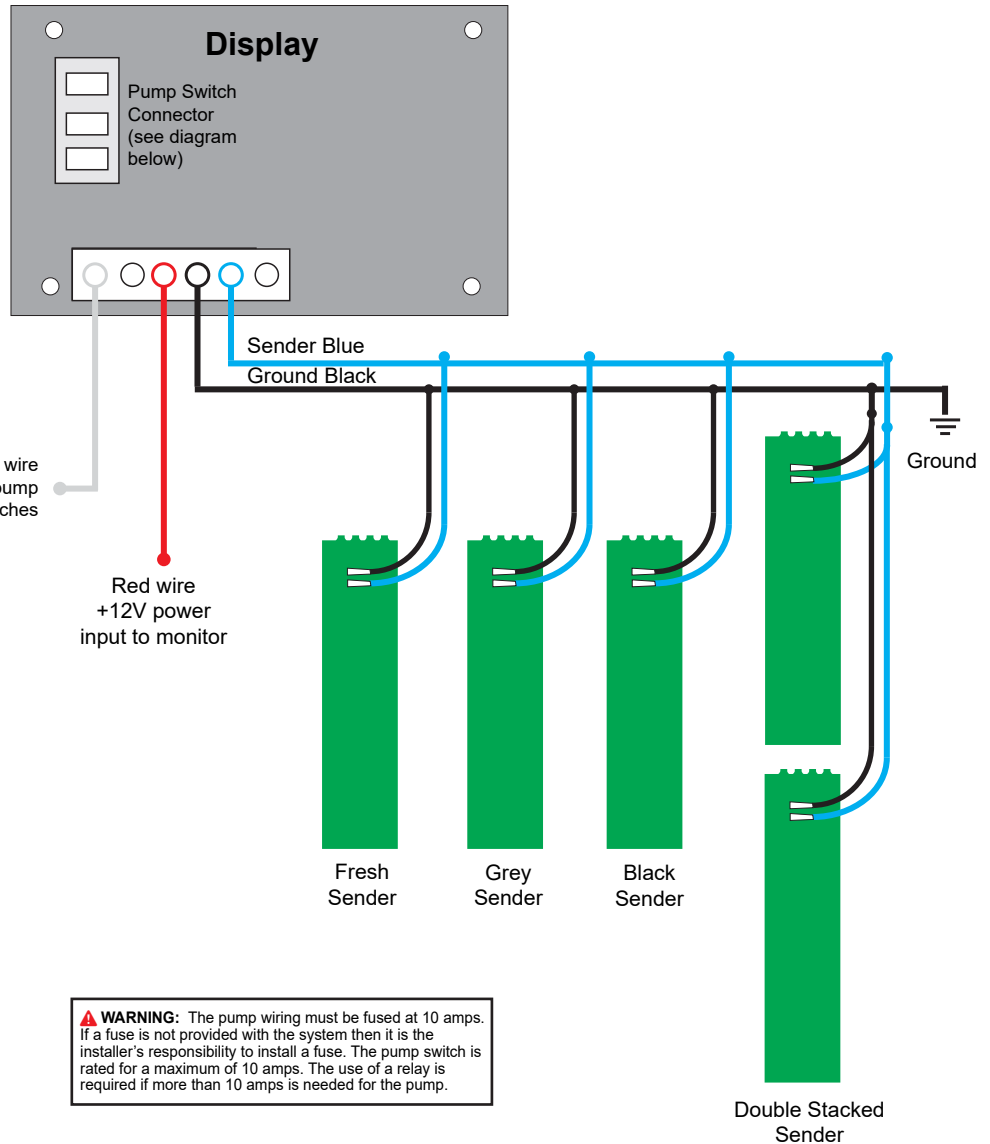 Display
Pump Switch
Connector
(see diagram
below)
Sender Blue
Ground Black
wire
Ground
Red wire
+12V power
input to monitor
Fresh
Sender
Grey
Sender
Black
Sender
WARNING: The pump wiring must be fused at 10 amps.
If a fuse is not provided with the system then it is the
installer’s responsibility to install a fuse. The pump switch is
rated for a maximum of 10 amps. The use of a relay is
required if more than 10 amps is needed for the pump.
Double Stacked
Sender